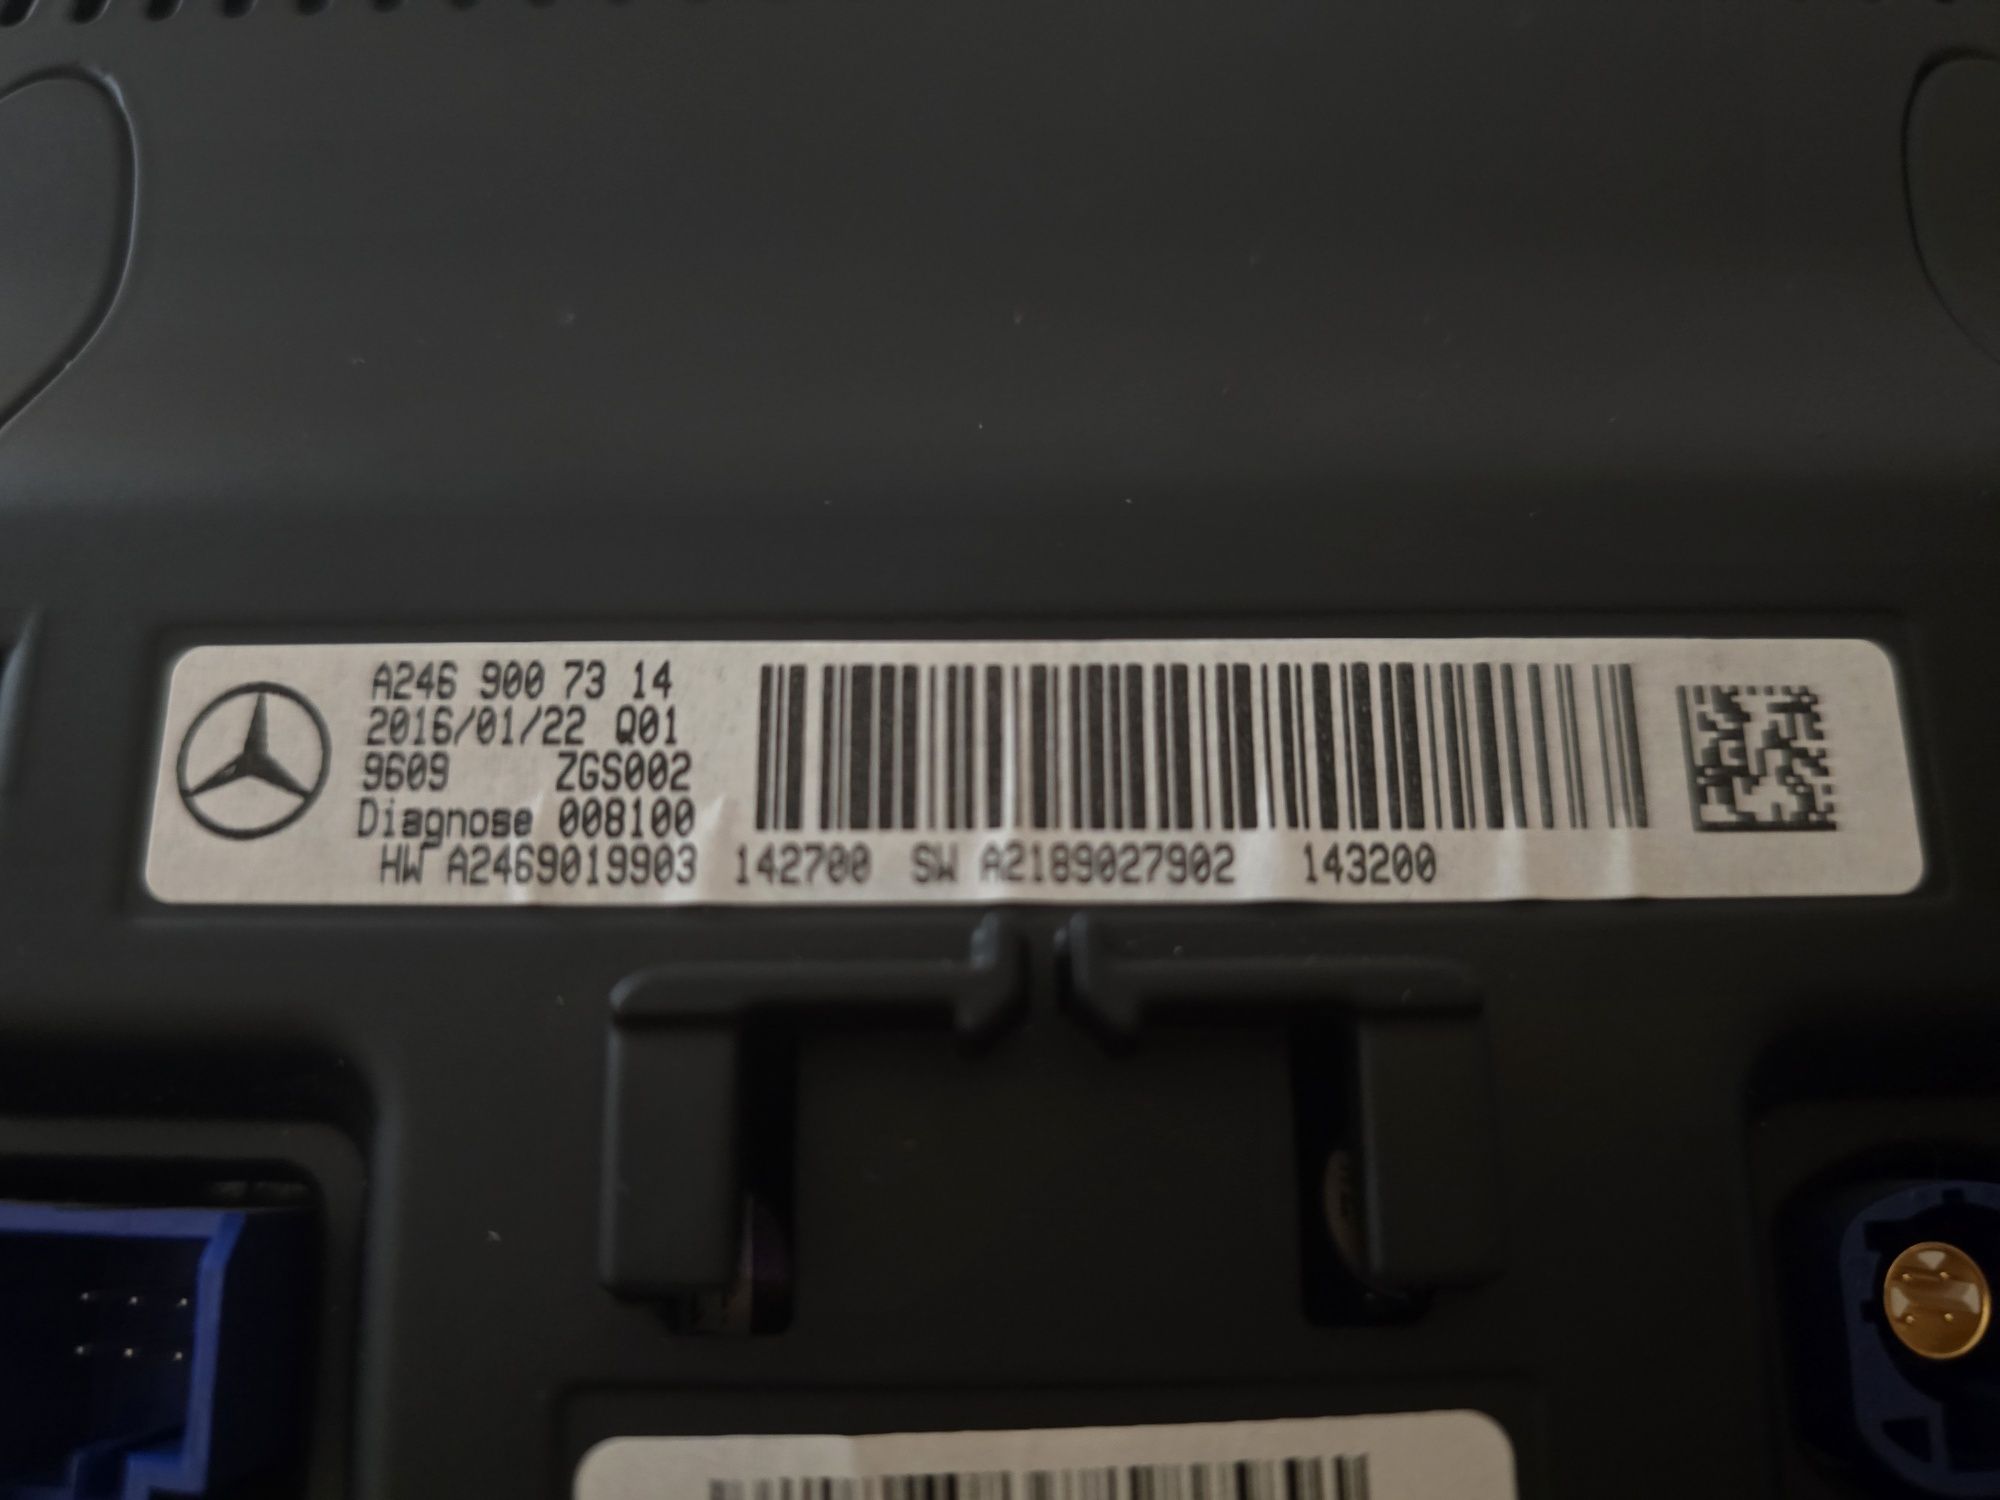 A246 900 73 14
2016/01/22 Q01
9609 ZGS002
Diagnose 008100
HW A2469019903 142700 SW A2189027902 143200